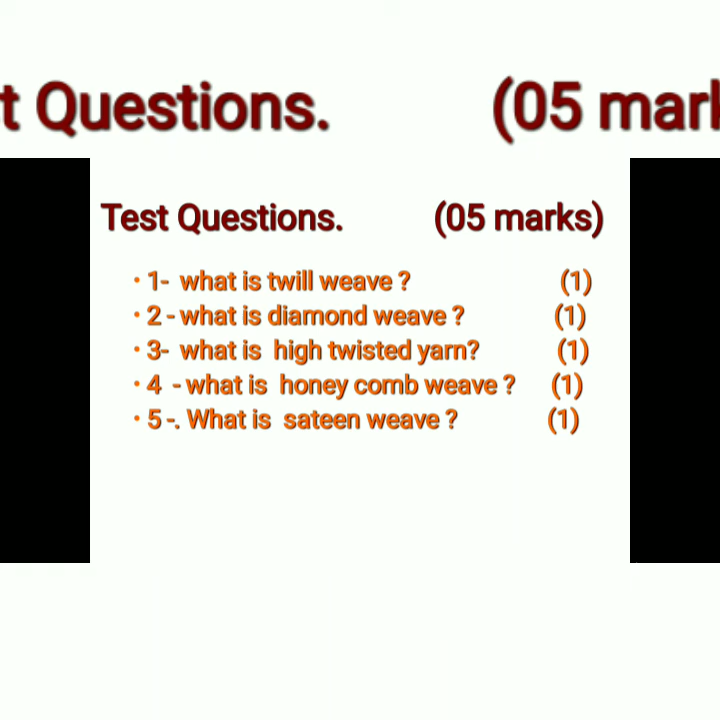 t Questions. (05 mark
Test Questions. (05 marks)
• 1- what is twill weave ? (1)
• 2 - what is diamond weave ? (1)
• 3- what is high twisted yarn? (1)
• 4 - what is honey comb weave ? (1)
• 5 -. What is sateen weave ? (1)